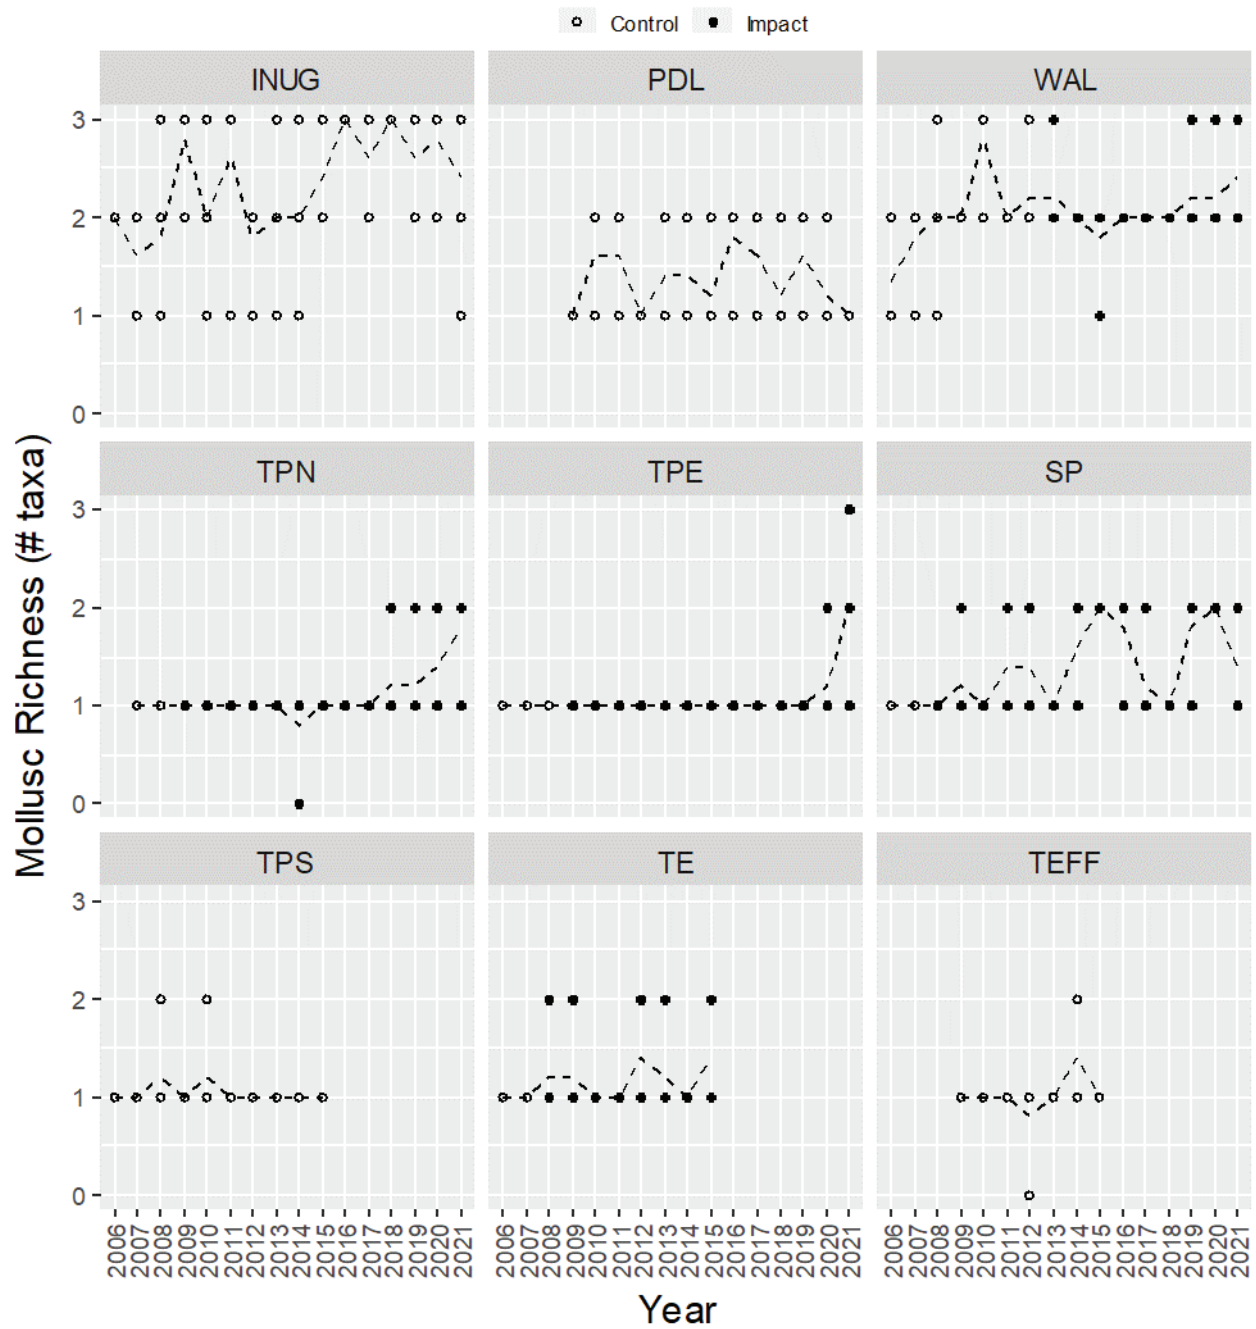 Control Impact
INUG PDL WAL
3
2
1
0
TPN TPE SP
3
2
1
0
TPS TE TEFF
3
2
1
0
Mollusc Richness (# taxa)
2006 2007 2008 2009 2010 2011 2012 2013 2014 2015 2016 2017 2018 2019 2020 2021
2006 2007 2008 2009 2010 2011 2012 2013 2014 2015 2016 2017 2018 2019 2020 2021
2006 2007 2008 2009 2010 2011 2012 2013 2014 2015 2016 2017 2018 2019 2020 2021
Year